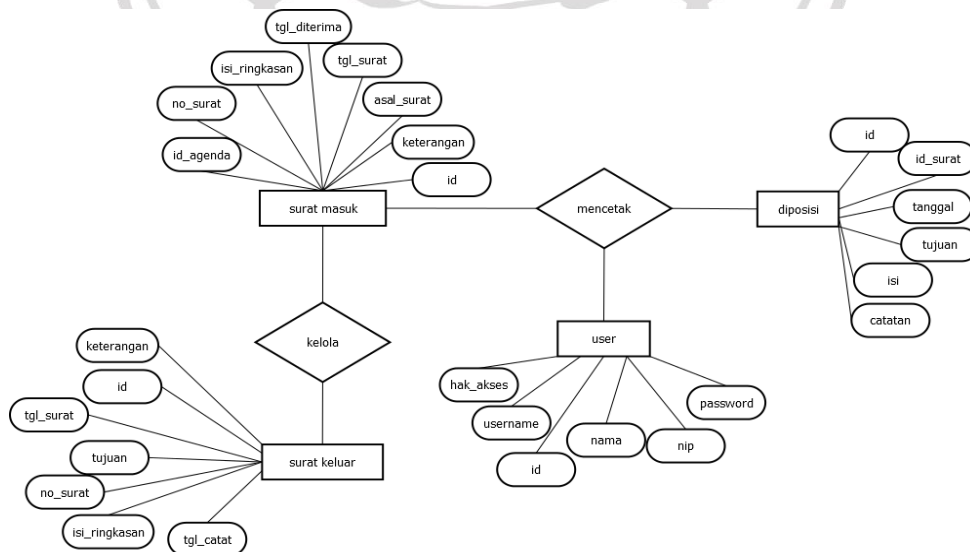 tgl_diterima
isi_ringkasan
tgl_surat
no_surat
asal_surat
id_agenda
keterangan
id
surat masuk
mencetak
diposisi
id
id_surat
tanggal
tujuan
isi
catatan
kelola
user
hak_akses
username
id
nama
nip
password
keterangan
id
tgl_surat
tujuan
no_surat
isi_ringkasan
tgl_catat
surat keluar